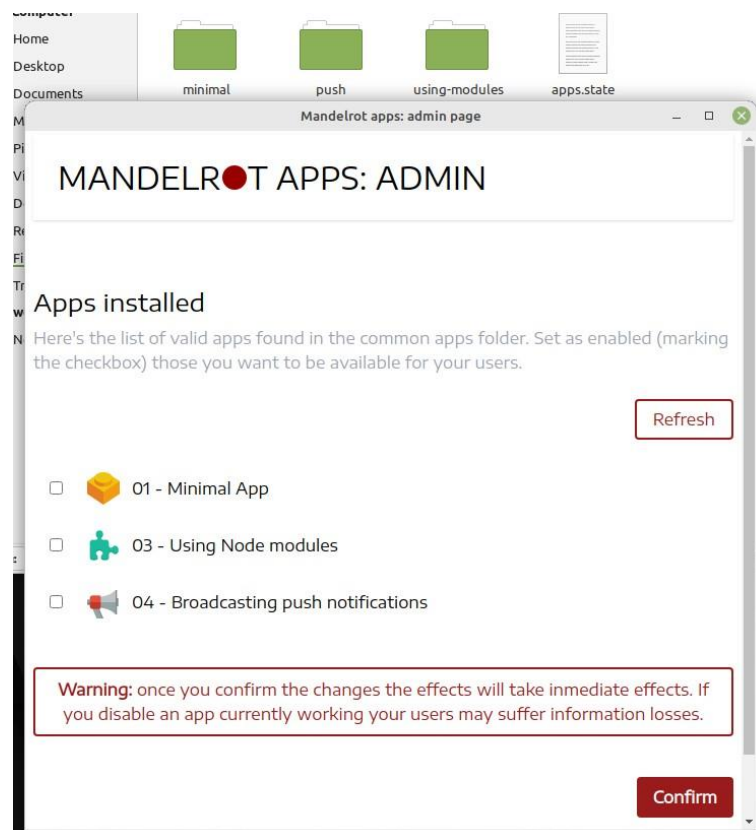 Home
Desktop
Documents
minimal
push
using-modules
apps.state
Mandelrot apps: admin page
MANDELR●T APPS: ADMIN
Apps installed
Here's the list of valid apps found in the common apps folder. Set as enabled (marking
the checkbox) those you want to be available for your users.
Refresh
01 - Minimal App
03 - Using Node modules
04 - Broadcasting push notifications
Warning: once you confirm the changes the effects will take inmediate effects. If
you disable an app currently working your users may suffer information losses.
Confirm